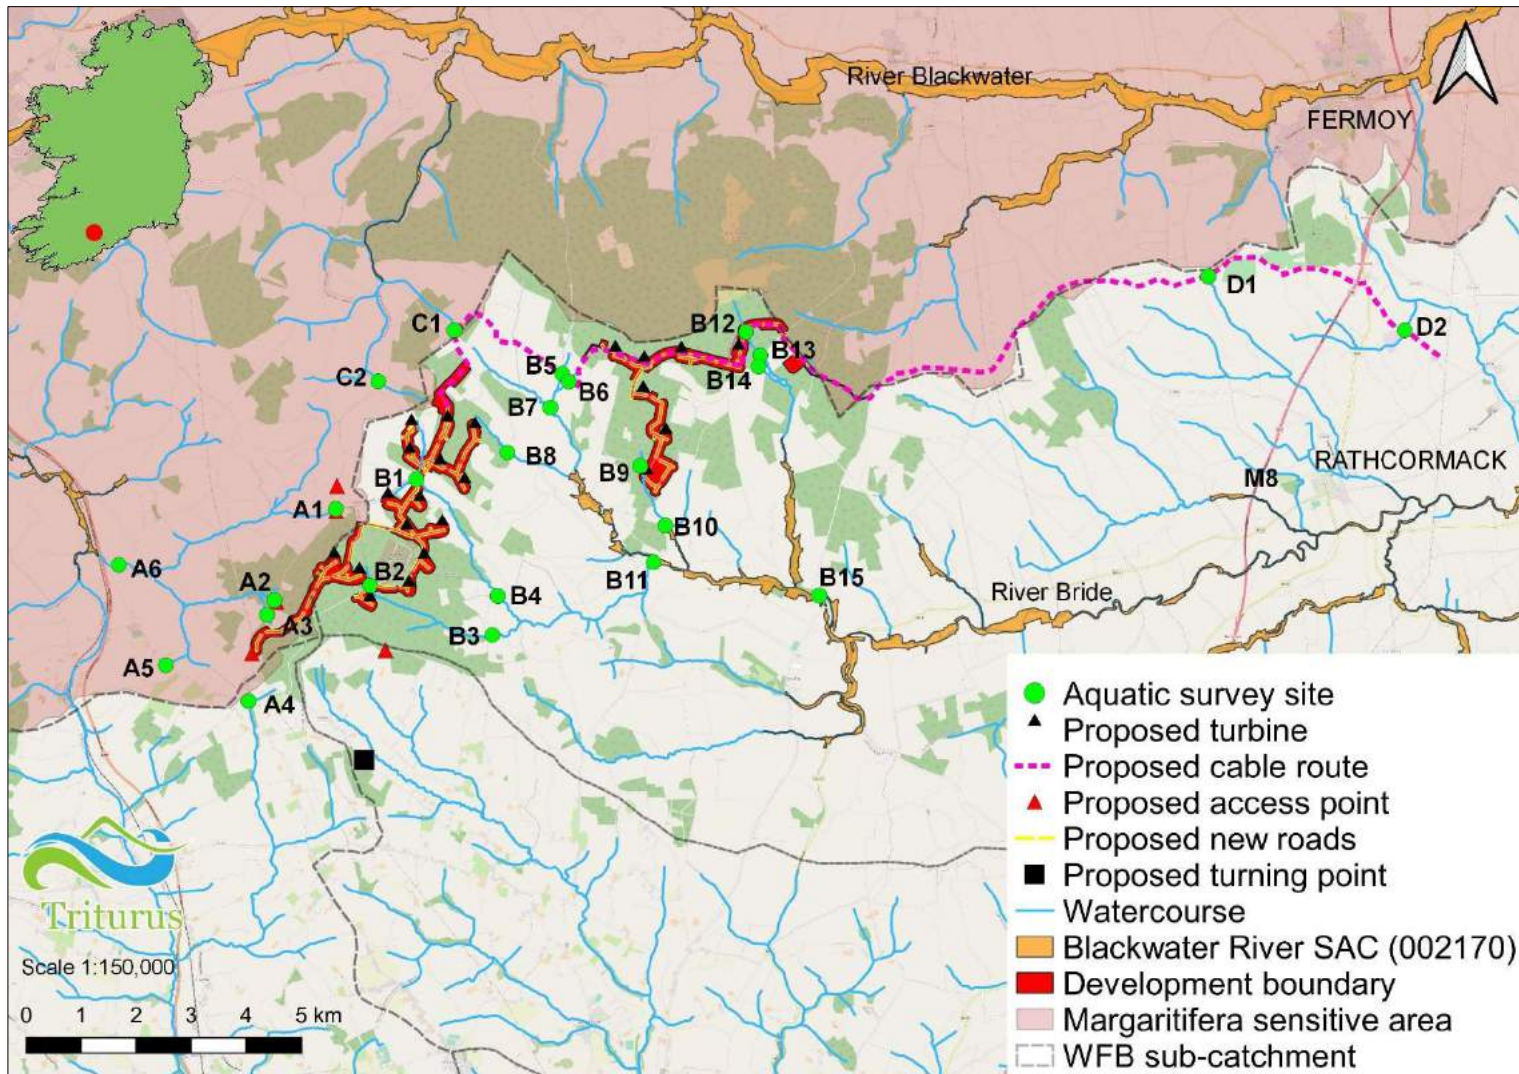 River Blackwater
FERMOY
D1
C1
B12
D2
B13
B5
B14
C2
B6
B7
B8
RATHCORMACK
B9
M8
B1
A1
B10
A6
B11
A2
B2
B4
B15
River Bride
A3
B3
A5
A4
Aquatic survey site
Proposed turbine
Proposed cable route
Proposed access point
Proposed new roads
Proposed turning point
Watercourse
Blackwater River SAC (002170)
Development boundary
Margaritifera sensitive area
WFB sub-catchment
Triturus
Scale 1:150,000
0 1 2 3 4 5 km